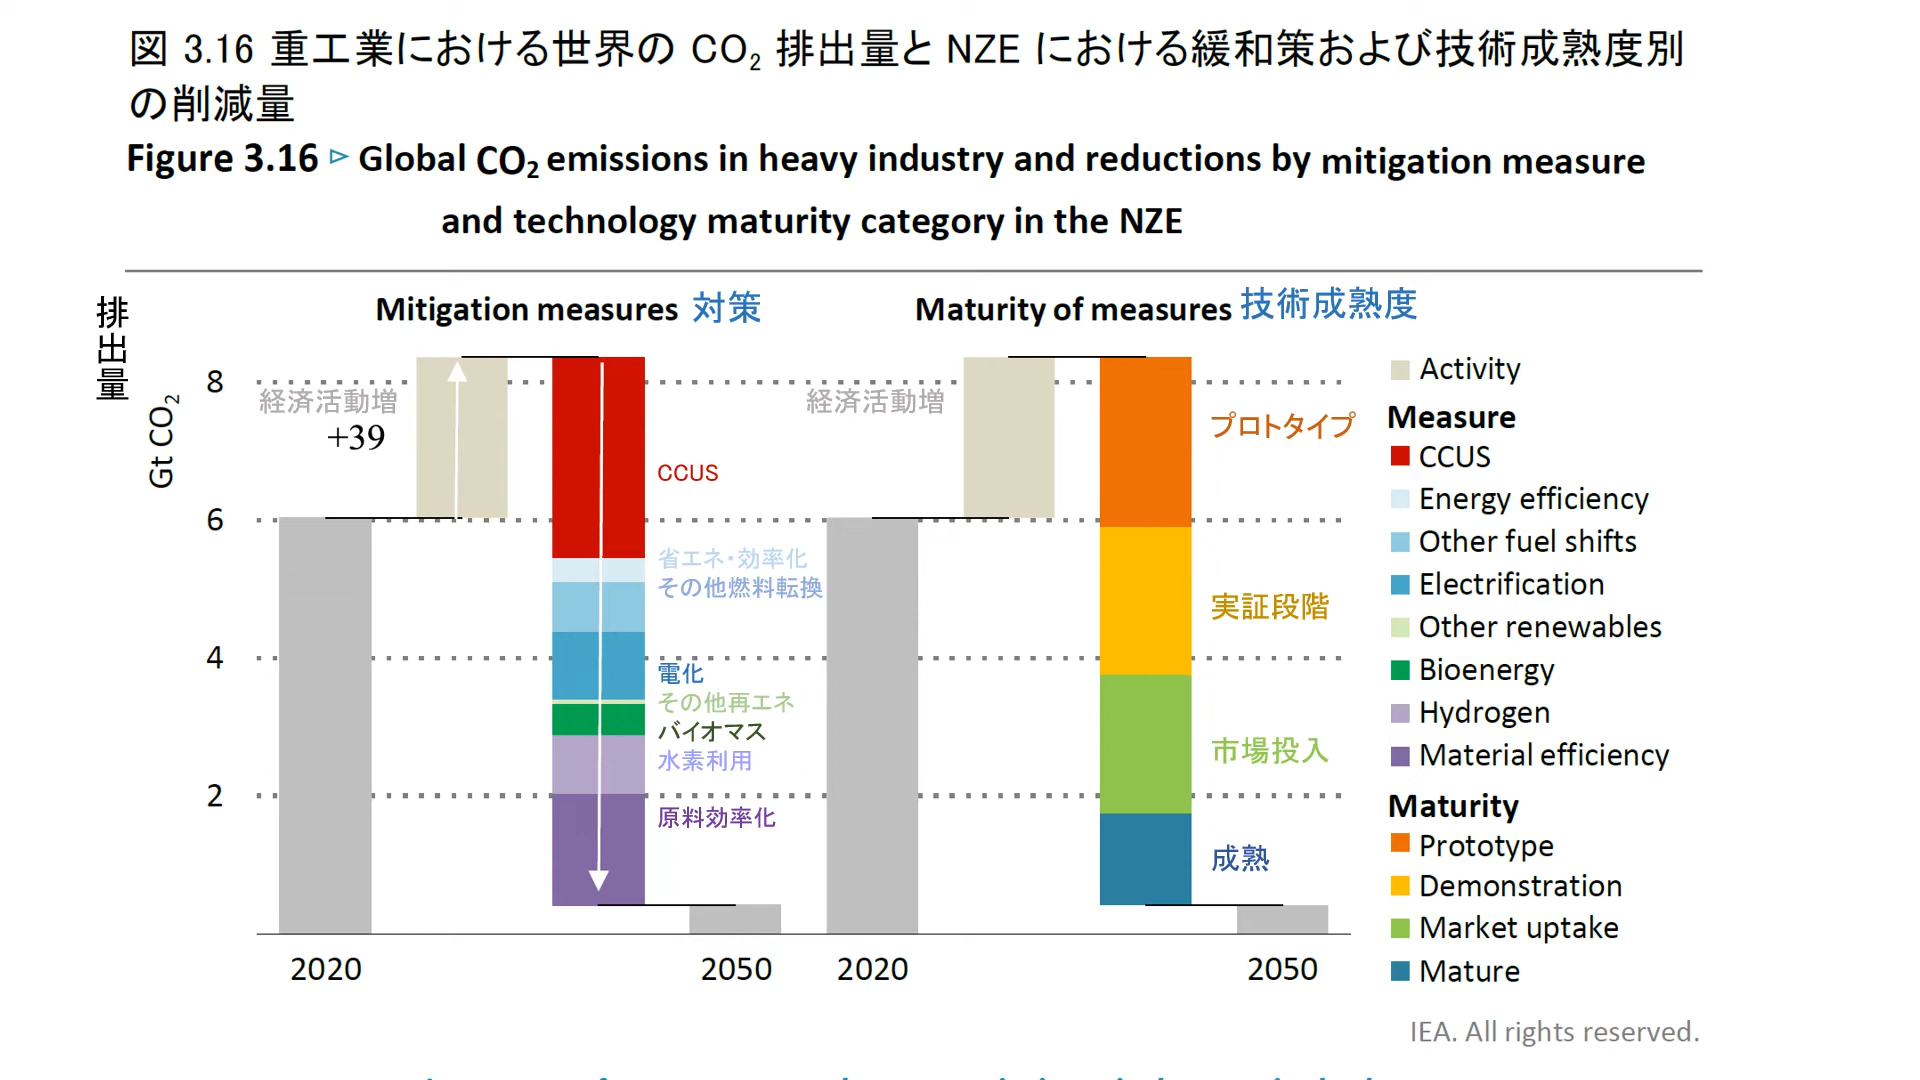 図 3.16 重工業における世界の CO₂ 排出量と NZE における緩和策および技術成熟度別
の削減量
Figure 3.16 ▷ Global CO₂ emissions in heavy industry and reductions by mitigation measure
and technology maturity category in the NZE
排出量
Gt CO₂
Mitigation measures 対策
8
6
4
2
経済活動増
+39
CCUS
省エネ・効率化
その他燃料転換
電化
その他再エネ
バイオマス
水素利用
原料効率化
2020
2050
Maturity of measures 技術成熟度
経済活動増
プロトタイプ
実証段階
市場投入
成熟
2020
2050
Activity
Measure
CCUS
Energy efficiency
Other fuel shifts
Electrification
Other renewables
Bioenergy
Hydrogen
Material efficiency
Maturity
Prototype
Demonstration
Market uptake
Mature
IEA. All rights reserved.